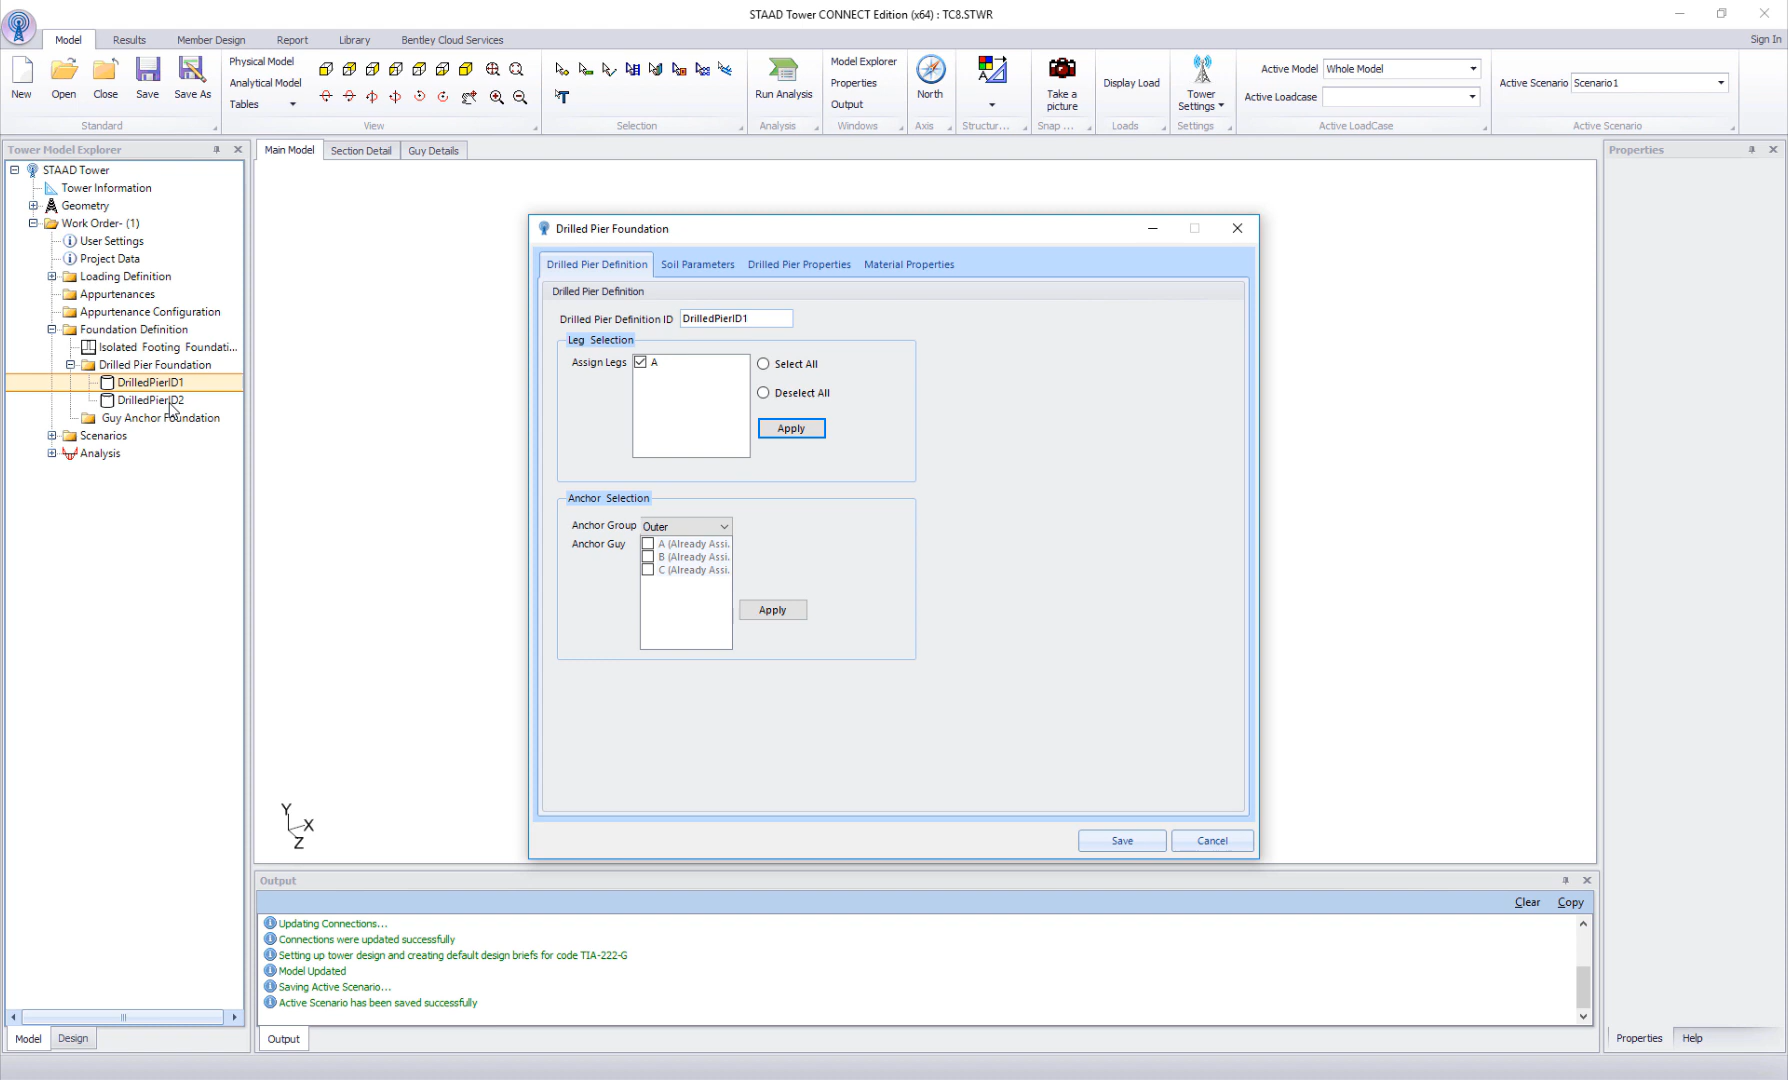 STAAD Tower CONNECT Edition (x64) : TC8.STWR
Model
Results
Member Design
Report
Library
Bentley Cloud Services
Sign In
New
Open
Close
Save
Save As
Standard
Physical Model
Analytical Model
Tables
View
Selection
Run Analysis
Analysis
Model Explorer
Properties
Output
Windows
North
Axis
Structur...
Take a
picture
Snap ...
Display Load
Loads
Tower
Settings
Settings
Active Model
Whole Model
Active Loadcase
Active LoadCase
Active Scenario
Scenario1
Active Scenario
Tower Model Explorer
STAAD Tower
Tower Information
Geometry
Work Order- (1)
User Settings
Project Data
Loading Definition
Appurtenances
Appurtenance Configuration
Foundation Definition
Isolated Footing Foundati...
Drilled Pier Foundation
DrilledPierID1
DrilledPierID2
Guy Anchor Foundation
Scenarios
Analysis
Model
Design
Main Model
Section Detail
Guy Details
Drilled Pier Foundation
Drilled Pier Definition
Soil Parameters
Drilled Pier Properties
Material Properties
Drilled Pier Definition
Drilled Pier Definition ID
DrilledPierID1
Leg Selection
Assign Legs
A
Select All
Deselect All
Apply
Anchor Selection
Anchor Group
Outer
Anchor Guy
A (Already Assi.
B (Already Assi.
C (Already Assi.
Apply
Save
Cancel
Y
X
Z
Output
Clear
Copy
Updating Connections...
Connections were updated successfully
Setting up tower design and creating default design briefs for code TIA-222-G
Model Updated
Saving Active Scenario...
Active Scenario has been saved successfully
Output
Properties
Properties
Help